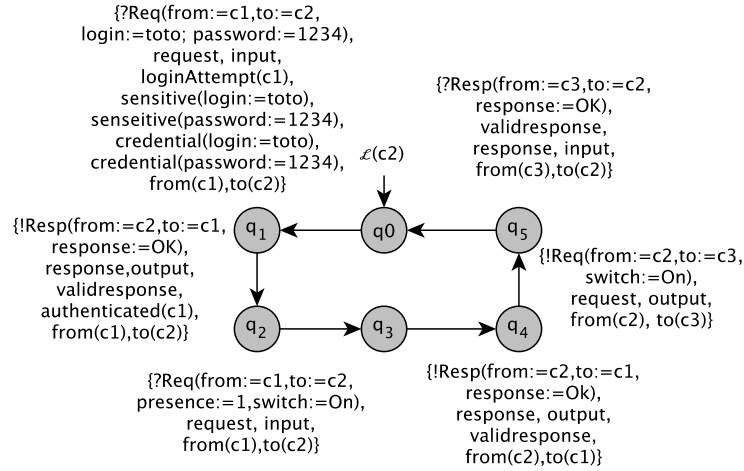 {?Req(from:=c1,to:=c2,
login:=toto; password:=1234),
request, input,
loginAttempt(c1),
sensitive(login:=toto),
senseitive(password:=1234),
credential(login:=toto),
credential(password:=1234),
from(c1),to(c2)}
{?Resp(from:=c3,to:=c2,
response:=OK),
validresponse,
response, input,
from(c3),to(c2)}
ℒ(c2)
q1
q0
q5
{!Resp(from:=c2,to:=c1,
response:=OK),
response,output,
validresponse,
authenticated(c1),
from(c1),to(c2)}
{!Req(from:=c2,to:=c3,
switch:=On),
request, output,
from(c2), to(c3)}
q2
q3
q4
{?Req(from:=c1,to:=c2,
presence:=1,switch:=On),
request, input,
from(c1),to(c2)}
{!Resp(from:=c2,to:=c1,
response:=Ok),
response, output,
validresponse,
from(c2),to(c1)}